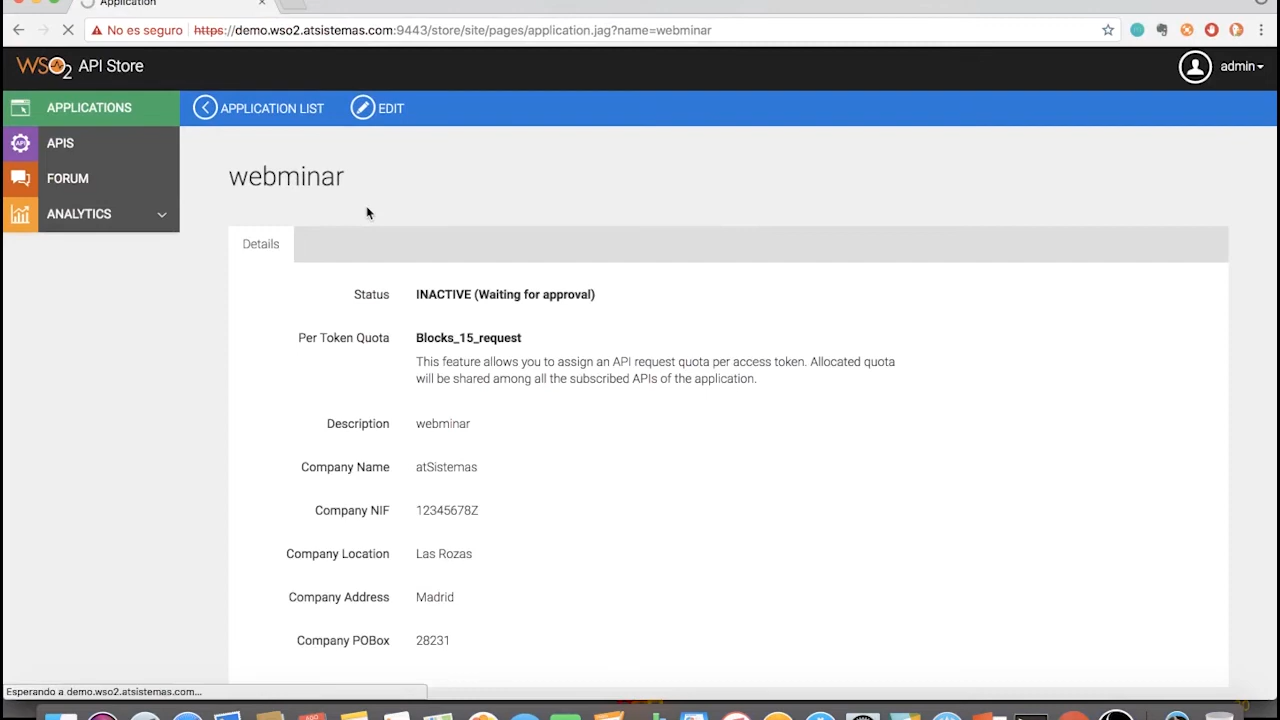 Application
No es seguro
https://demo.wso2.atsistemas.com:9443/store/site/pages/application.jag?name=webminar
WSO2 API Store
admin
APPLICATIONS
APPLICATION LIST
EDIT
API
APIS
FORUM
ANALYTICS
webminar
Details
Status INACTIVE (Waiting for approval)
Per Token Quota Blocks_15_request
This feature allows you to assign an API request quota per access token. Allocated quota
will be shared among all the subscribed APIs of the application.
Description webminar
Company Name atSistemas
Company NIF 12345678Z
Company Location Las Rozas
Company Address Madrid
Company POBox 28231
Esperando a demo.wso2.atsistemas.com...